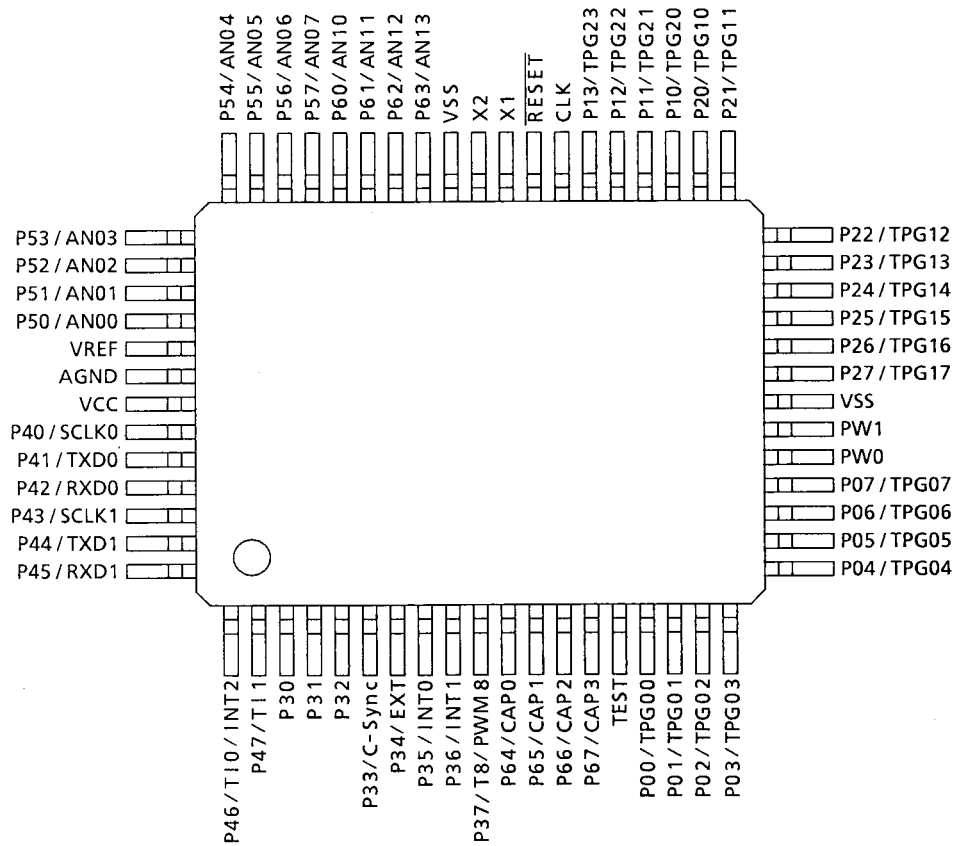 P54/AN04
P55/AN05
P56/AN06
P57/AN07
P60/AN10
P61/AN11
P62/AN12
P63/AN13
VSS
X2
X1
RESET
CLK
P13/TPG23
P12/TPG22
P11/TPG21
P10/TPG20
P20/TPG10
P21/TPG11
P53/AN03
P52/AN02
P51/AN01
P50/AN00
VREF
AGND
VCC
P40/SCLK0
P41/TXD0
P42/RXD0
P43/SCLK1
P44/TXD1
P45/RXD1
P22/TPG12
P23/TPG13
P24/TPG14
P25/TPG15
P26/TPG16
P27/TPG17
VSS
PW1
PW0
P07/TPG07
P06/TPG06
P05/TPG05
P04/TPG04
P46/TI0/INT2
P47/TI1
P30
P31
P32
P33/C-Sync
P34/EXT
P35/INT0
P36/INT1
P37/T8/PWM8
P64/CAP0
P65/CAP1
P66/CAP2
P67/CAP3
TEST
P00/TPG00
P01/TPG01
P02/TPG02
P03/TPG03